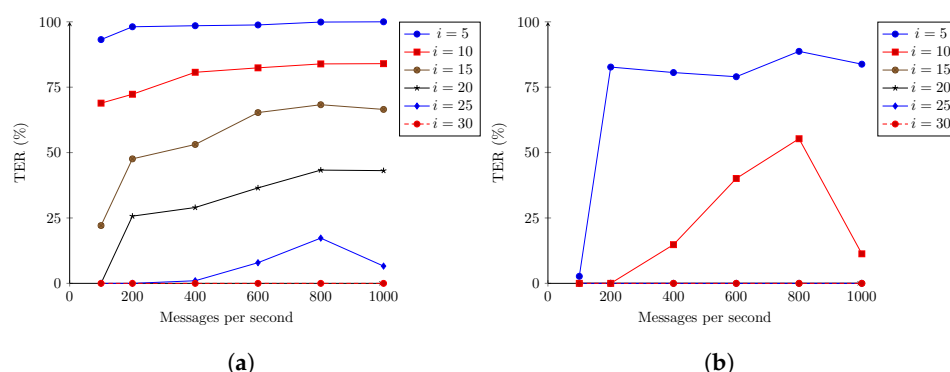 100
75
50
25
0
TER (%)
0
200
400
600
800
1000
Messages per second
i = 5
i = 10
i = 15
i = 20
i = 25
i = 30
(a)
100
75
50
25
0
TER (%)
0
200
400
600
800
1000
Messages per second
i = 5
i = 10
i = 15
i = 20
i = 25
i = 30
(b)